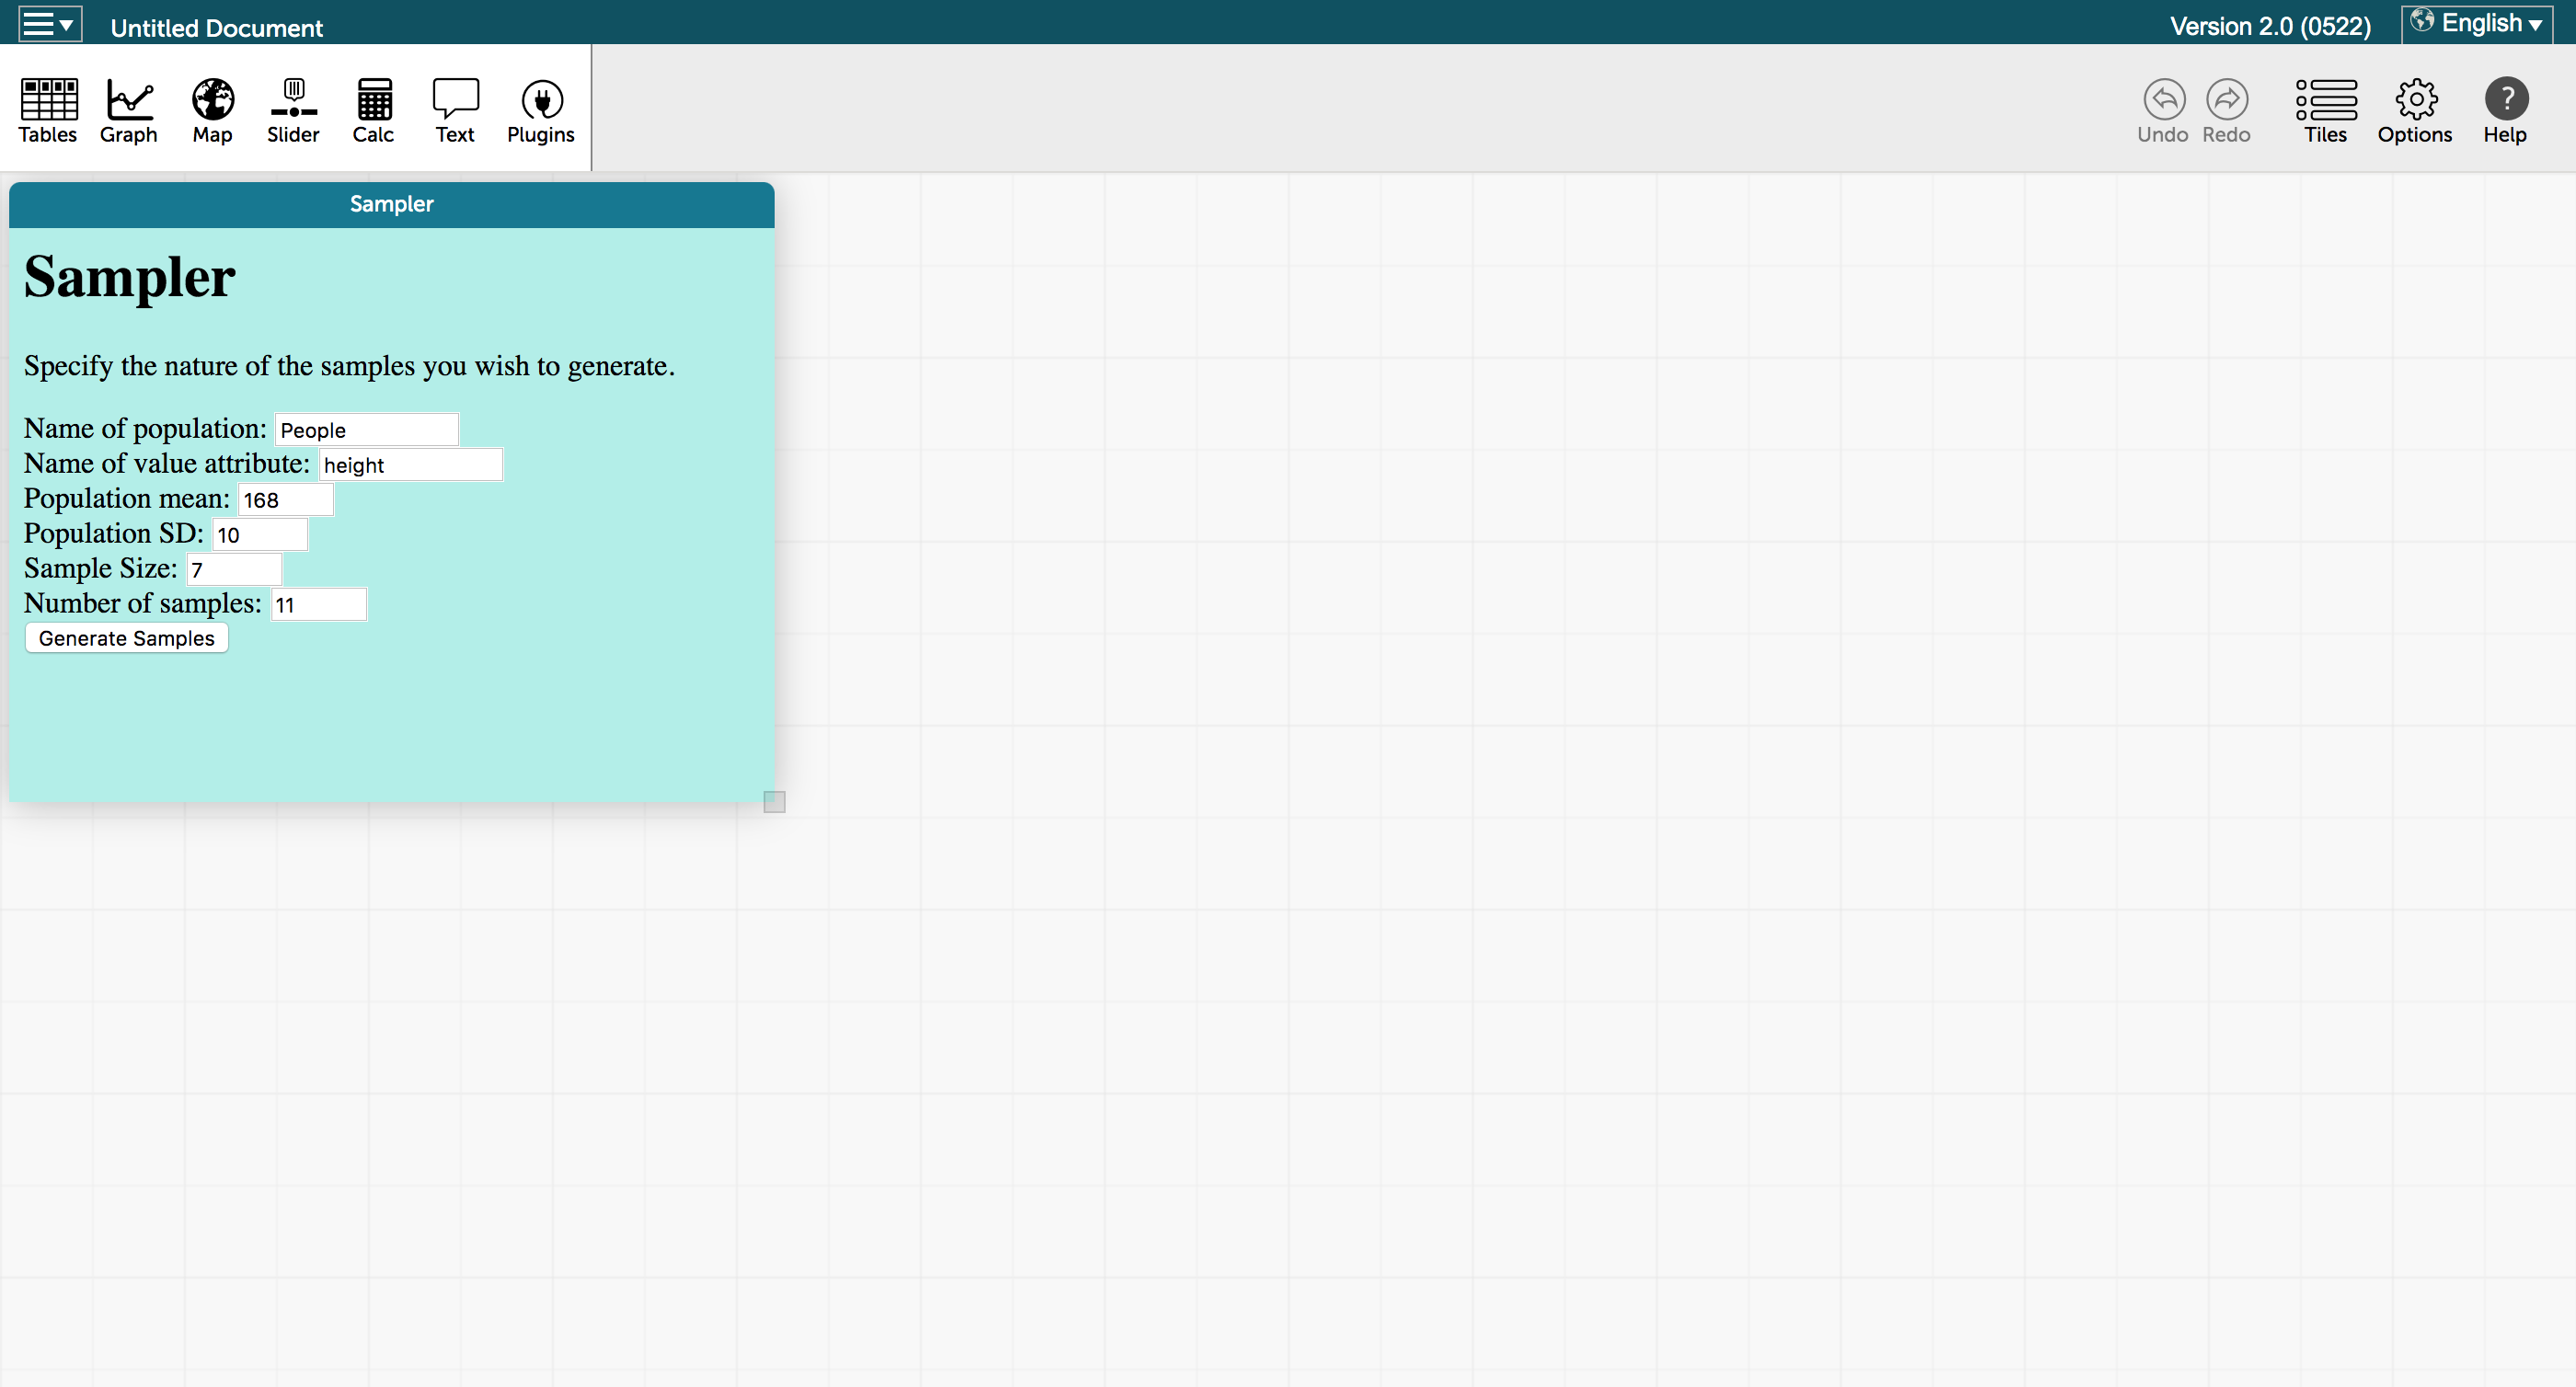 Untitled Document
Version 2.0 (0522)
English
Tables
Graph
Map
Slider
Calc
Text
Plugins
Undo
Redo
Tiles
Options
?
Help
Sampler
Sampler
Specify the nature of the samples you wish to generate.
Name of population: People
Name of value attribute: height
Population mean: 168
Population SD: 10
Sample Size: 7
Number of samples: 11
Generate Samples